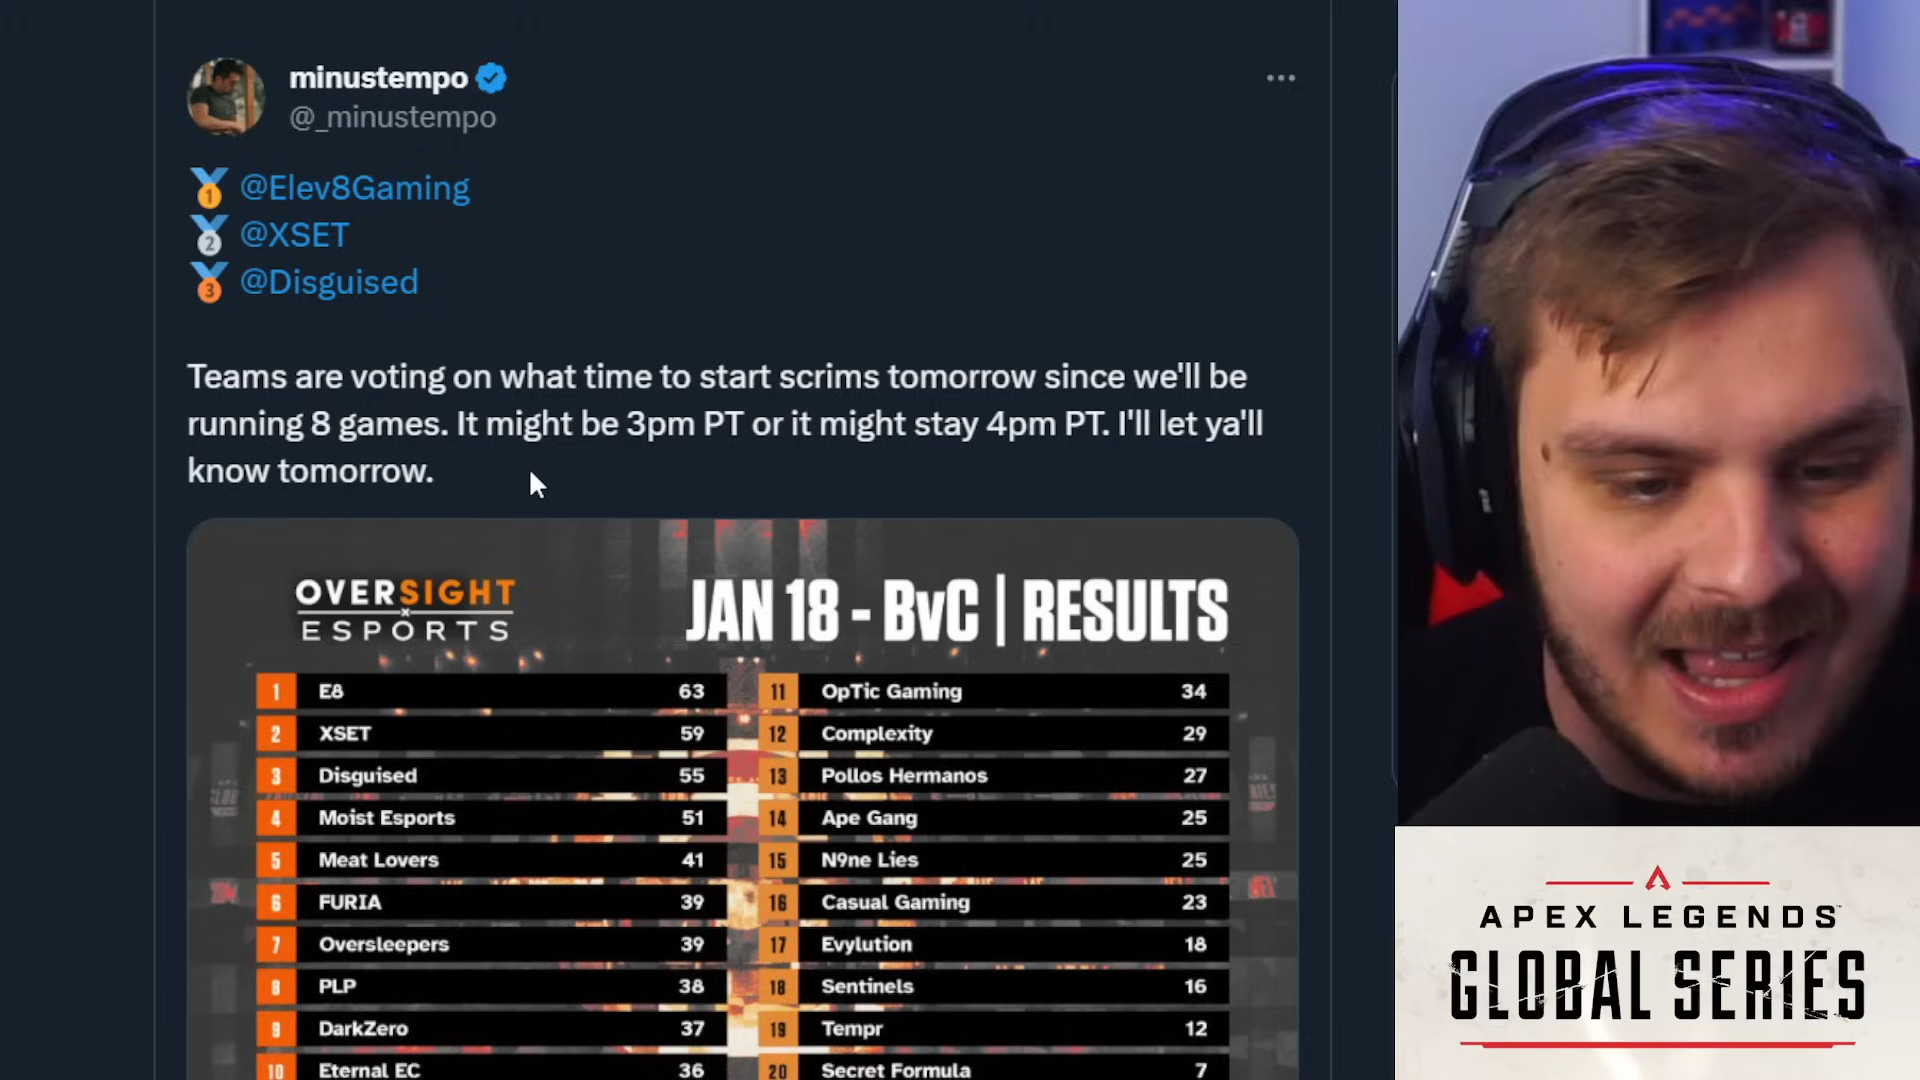 minustempo
@_minustempo
@Elev8Gaming
@XSET
@Disguised
Teams are voting on what time to start scrims tomorrow since we'll be
running 8 games. It might be 3pm PT or it might stay 4pm PT. I'll let ya'll
know tomorrow.
OVERSIGHT
x
ESPORTS
JAN 18 - BvC | RESULTS
1 E8 63
2 XSET 59
3 Disguised 55
4 Moist Esports 51
5 Meat Lovers 41
6 FURIA 39
7 Oversleepers 39
8 PLP 38
9 DarkZero 37
10 Eternal EC 36
11 OpTic Gaming 34
12 Complexity 29
13 Pollos Hermanos 27
14 Ape Gang 25
15 N9ne Lies 25
16 Casual Gaming 23
17 Evylution 18
18 Sentinels 16
19 Tempr 12
20 Secret Formula 7
APEX LEGENDS™
GLOBAL SERIES